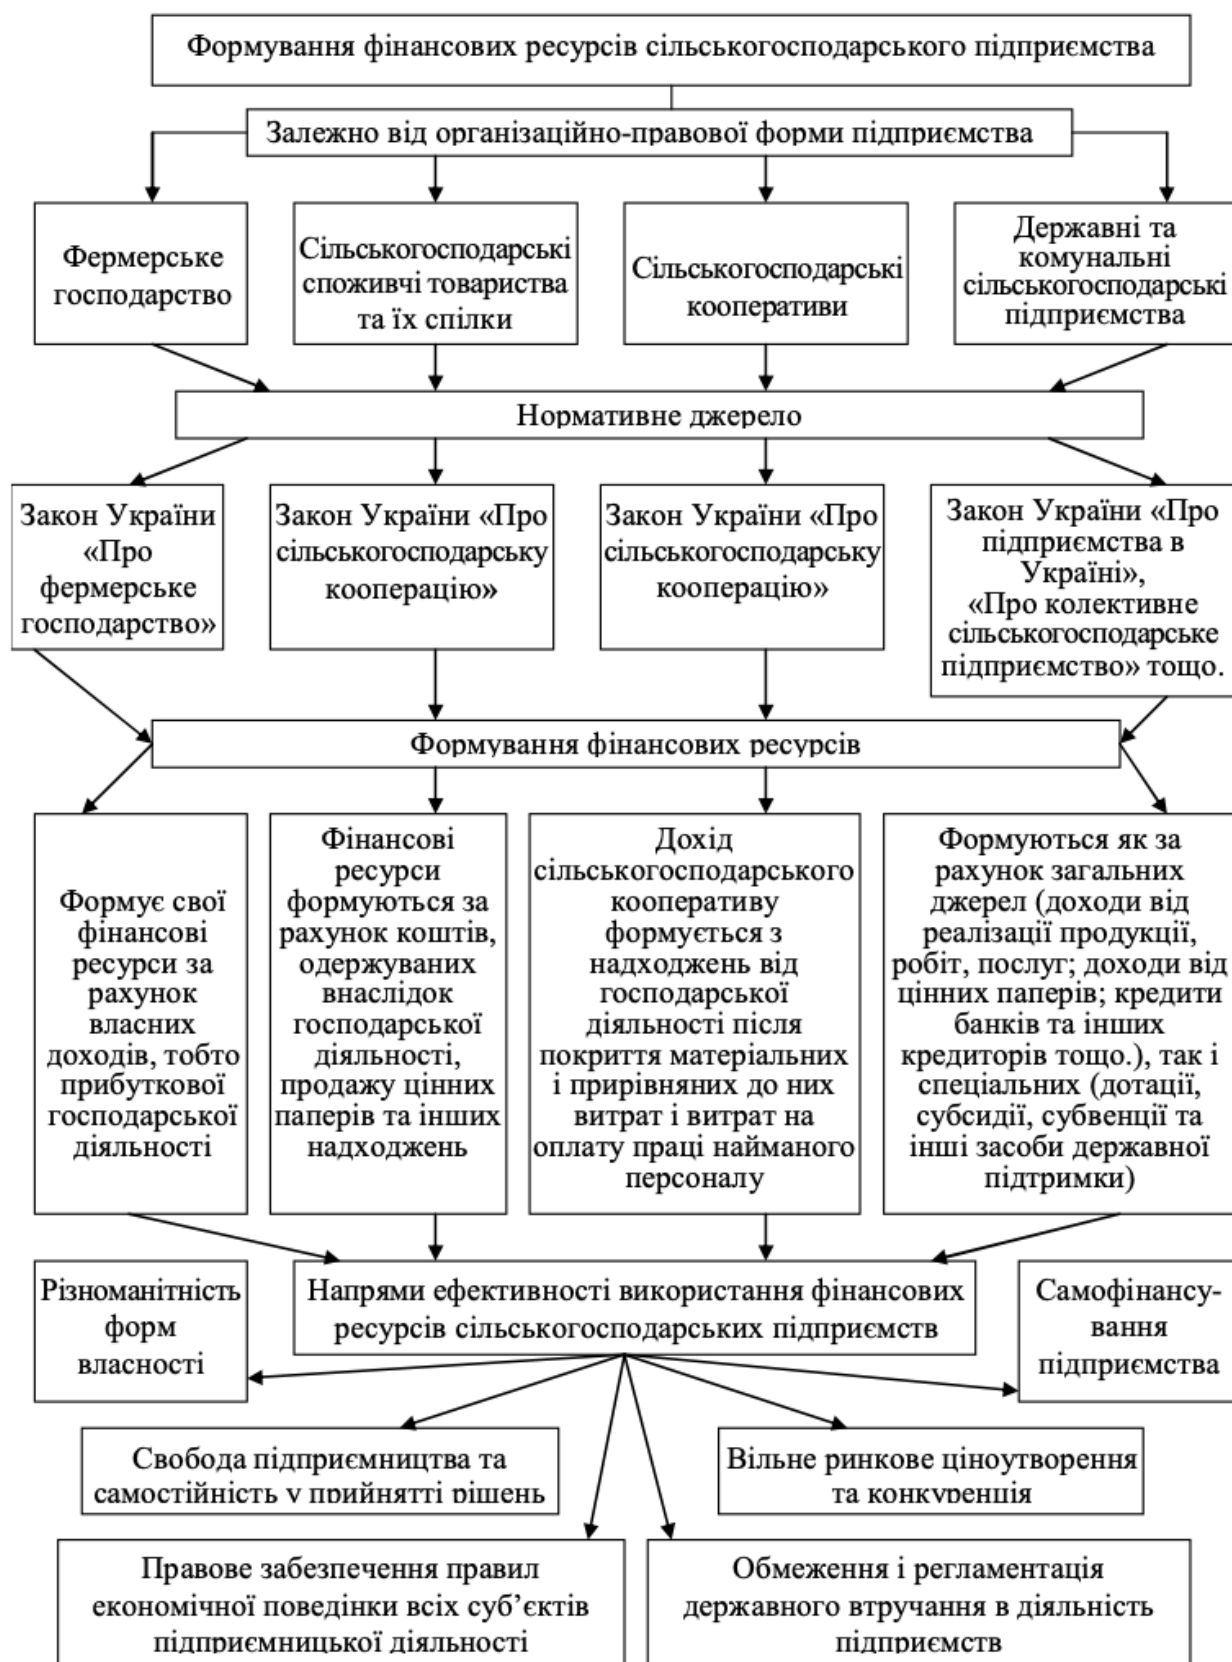 Формування фінансових ресурсів сільськогосподарського підприємства
Залежно від організаційно-правової форми підприємства
Фермерське
господарство
Сільськогосподарські
споживчі товариства
та їх спілки
Сільськогосподарські
кооперативи
Державні та
комунальні
сільськогосподарські
підприємства
Нормативне джерело
Закон України
«Про
фермерське
господарство»
Закон України «Про
сільськогосподарську
кооперацію»
Закон України «Про
сільськогосподарську
кооперацію»
Закон України «Про
підприємства в
Україні»,
«Про колективне
сільськогосподарське
підприємство» тощо.
Формування фінансових ресурсів
Формує свої
фінансові
ресурси за
рахунок
власних
доходів, тобто
прибуткової
господарської
діяльності
Фінансові
ресурси
формуються за
рахунок коштів,
одержуваних
внаслідок
господарської
діяльності,
продажу цінних
паперів та інших
надходжень
Дохід
сільськогосподарського
кооперативу
формується з
надходжень від
господарської
діяльності після
покриття матеріальних
і прирівняних до них
витрат і витрат на
оплату праці найманого
персоналу
Формуються як за
рахунок загальних
джерел (доходи від
реалізації продукції,
робіт, послуг; доходи від
цінних паперів; кредити
банків та інших
кредиторів тощо.), так і
спеціальних (дотації,
субсидії, субвенції та
інші засоби державної
підтримки)
Різноманітність
форм
власності
Напрями ефективності використання фінансових
ресурсів сільськогосподарських підприємств
Самофінансу-
вання
підприємства
Свобода підприємництва та
самостійність у прийнятті рішень
Вільне ринкове ціноутворення
та конкуренція
Правове забезпечення правил
економічної поведінки всіх суб’єктів
підприємницької діяльності
Обмеження і регламентація
державного втручання в діяльність
підприємств